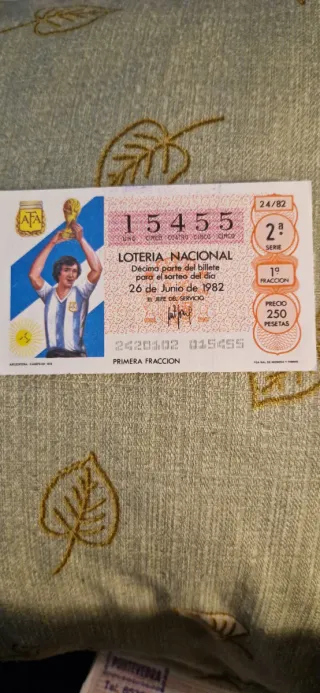 AFA
15455
UNO CINCO CUATRO CINCO CINCO
24/82
2ª
SERIE
LOTERIA NACIONAL
Décima parte del billete
para el sorteo del día
26 de Junio de 1982
EL JEFE DEL SERVICIO
1ª
FRACCION
PRECIO
250
PESETAS
2420102 015455
PRIMERA FRACCION
PONTEVEDRA
Tel.